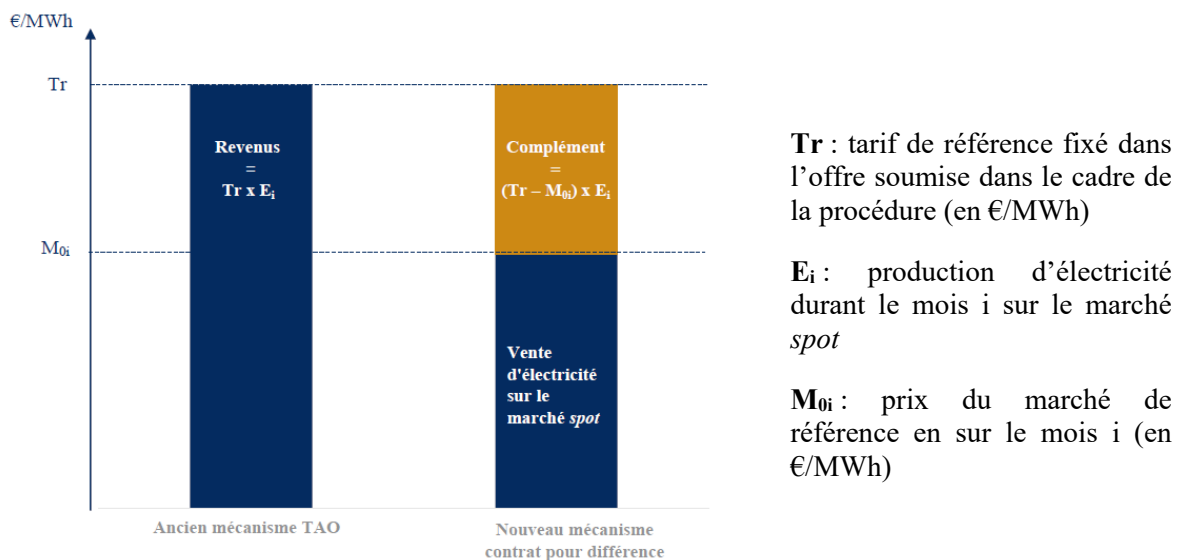 €/MWh
Tr
M₀ᵢ
Revenus
=
Tr x Eᵢ
Complément
=
(Tr – M₀ᵢ) x Eᵢ
Vente
d'électricité
sur le
marché spot
Ancien mécanisme TAO
Nouveau mécanisme
contrat pour différence
Tr : tarif de référence fixé dans
l’offre soumise dans le cadre de
la procédure (en €/MWh)
Eᵢ : production d’électricité
durant le mois i sur le marché
spot
M₀ᵢ : prix du marché de
référence en sur le mois i (en
€/MWh)